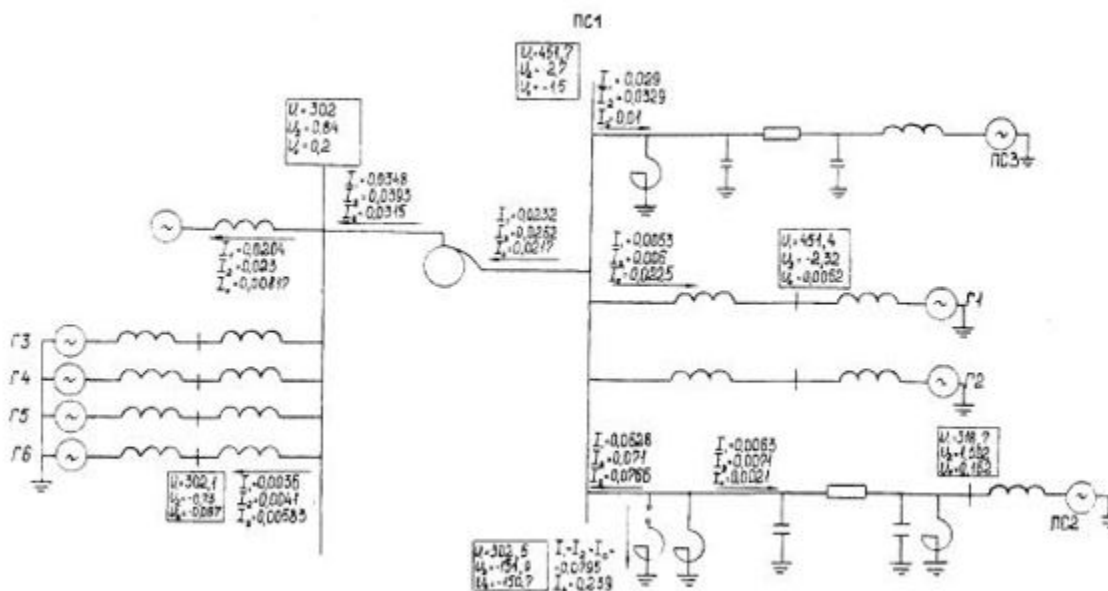 ПС1
U₁=451,7
U₂=-2,7
U₀=-1,5
I₁=0,029
I₂=0,0329
I₀=0,01
ПС3
U₁=302
U₂=0,84
U₀=0,2
I₁=0,0348
I₂=0,0393
I₀=0,0315
I₁=0,0232
I₂=0,0262
I₀=0,0217
I₁=0,0204
I₂=0,023
I₀=0,00817
I₁=0,0053
I₂=0,006
I₀=0,0225
U₁=451,4
U₂=-2,32
U₀=0,0062
Г1
Г2
Г3
Г4
Г5
Г6
U₁=302,1
U₂=-0,73
U₀=-0,087
I₁=0,0036
I₂=0,0041
I₀=0,00583
I₁=0,0628
I₂=0,071
I₀=0,0766
I₁=0,0063
I₂=0,0071
I₀=0,0021
U₁=318,7
U₂=1,502
U₀=0,162
ПС2
U₁=302,5
U₂=-151,9
U₀=-150,7
I₁=I₂=I₀=
=0,0795
0,239